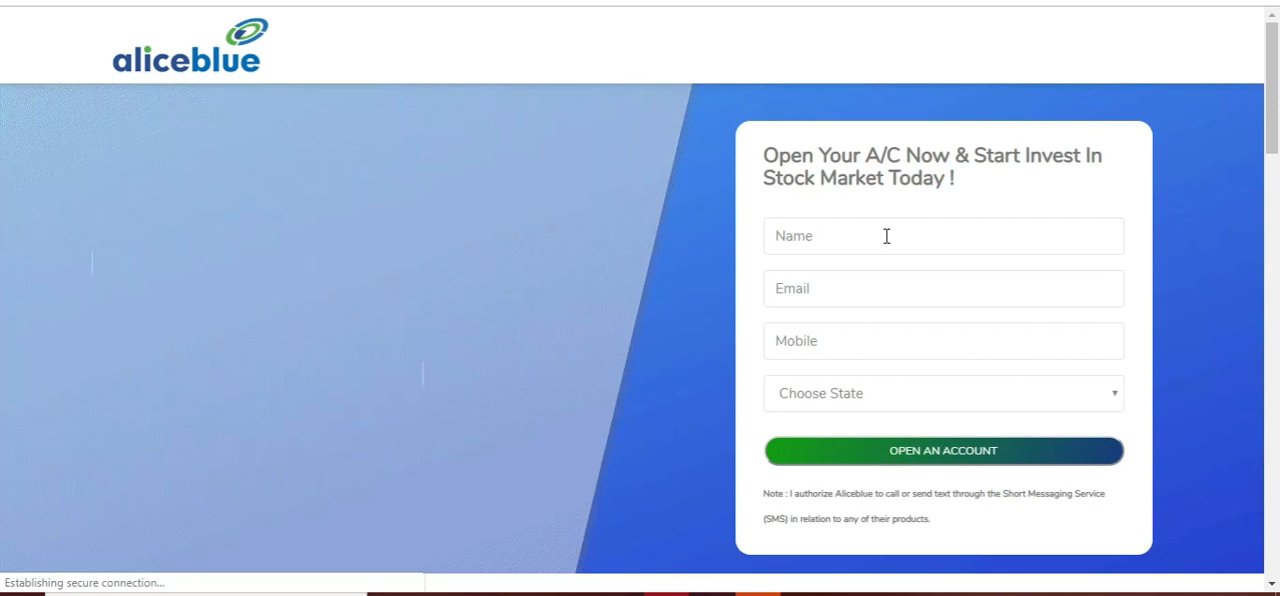 aliceblue
Open Your A/C Now & Start Invest In
Stock Market Today !
Name
Email
Mobile
Choose State
OPEN AN ACCOUNT
Note : I authorize Aliceblue to call or send text through the Short Messaging Service
(SMS) in relation to any of their products.
Establishing secure connection...